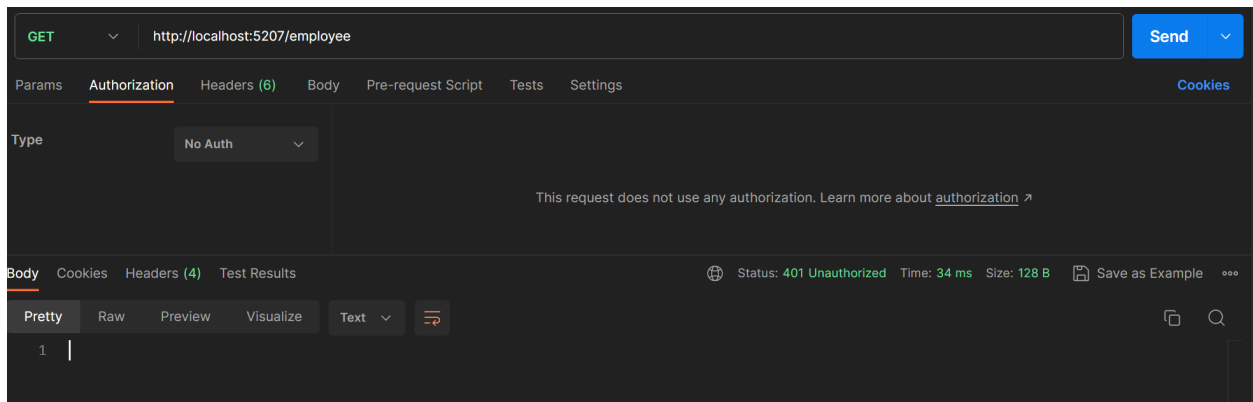 GET http://localhost:5207/employee Send
Params Authorization Headers (6) Body Pre-request Script Tests Settings Cookies
Type No Auth
This request does not use any authorization. Learn more about authorization ↗
Body Cookies Headers (4) Test Results Status: 401 Unauthorized Time: 34 ms Size: 128 B Save as Example
Pretty Raw Preview Visualize Text
1